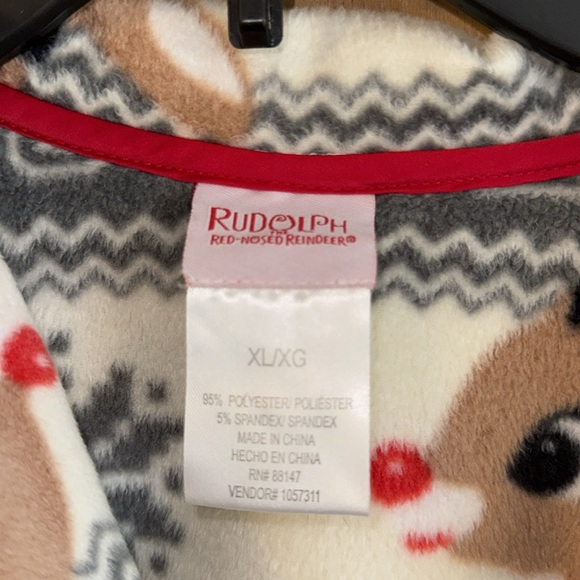 RUDOLPH
THE
RED-NOSED REINDEER®
XL/XG
95% POLYESTER/ POLIÉSTER
5% SPANDEX/ SPANDEX
MADE IN CHINA
HECHO EN CHINA
RN# 88147
VENDOR# 1057311